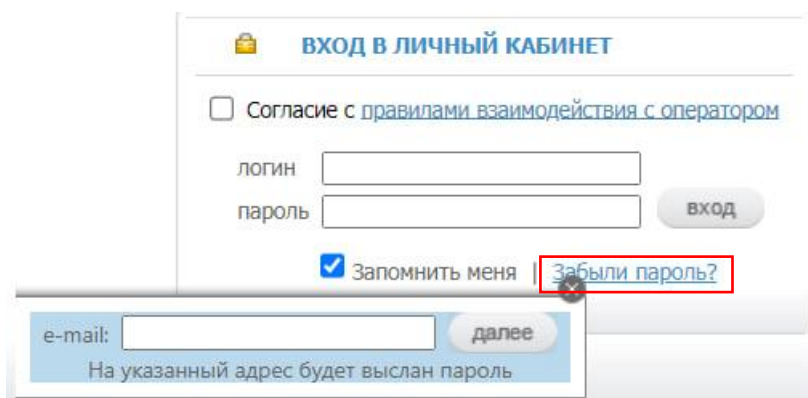 ВХОД В ЛИЧНЫЙ КАБИНЕТ
Согласие с правилами взаимодействия с оператором
логин
пароль вход
Запомнить меня | Забыли пароль?
e-mail: далее
На указанный адрес будет выслан пароль